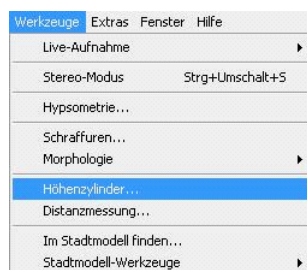 Werkzeuge Extras Fenster Hilfe
Live-Aufnahme
Stereo-Modus Strg+Umschalt+S
Hypsometrie...
Schraffuren...
Morphologie
Höhenzylinder...
Distanzmessung...
Im Stadtmodell finden...
Stadtmodell-Werkzeuge